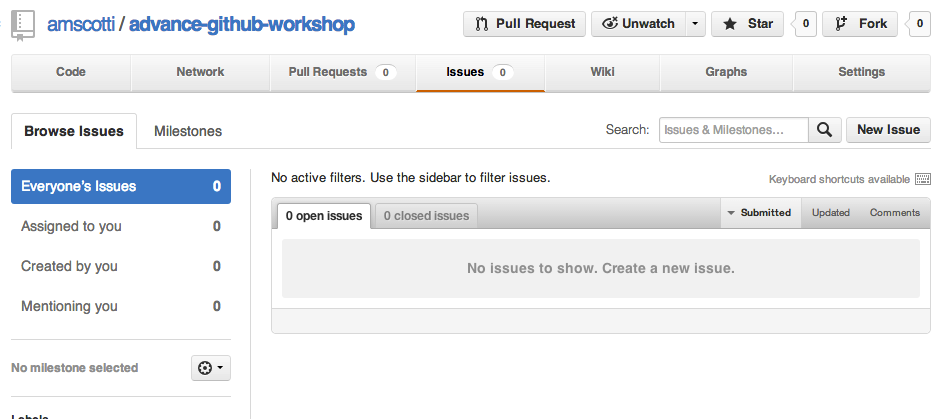 amscotti / advance-github-workshop
Pull Request Unwatch Star 0 Fork 0
Code Network Pull Requests 0 Issues 0 Wiki Graphs Settings
Browse Issues Milestones Search: Issues & Milestones... New Issue
Everyone's Issues 0
Assigned to you 0
Created by you 0
Mentioning you 0
No milestone selected
Labels
No active filters. Use the sidebar to filter issues. Keyboard shortcuts available
0 open issues 0 closed issues Submitted Updated Comments
No issues to show. Create a new issue.